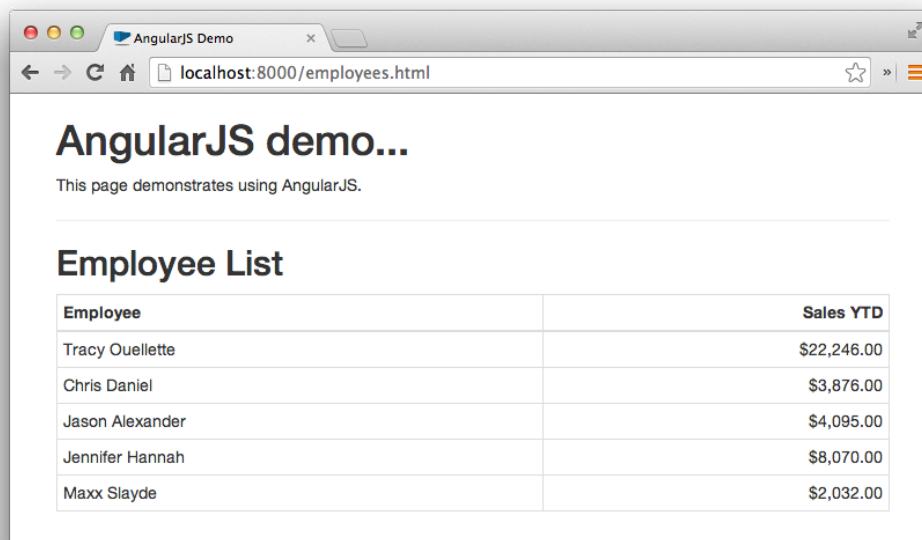 AngularJS Demo
localhost:8000/employees.html
AngularJS demo...
This page demonstrates using AngularJS.
Employee List
Employee Sales YTD
Tracy Ouellette $22,246.00
Chris Daniel $3,876.00
Jason Alexander $4,095.00
Jennifer Hannah $8,070.00
Maxx Slayde $2,032.00